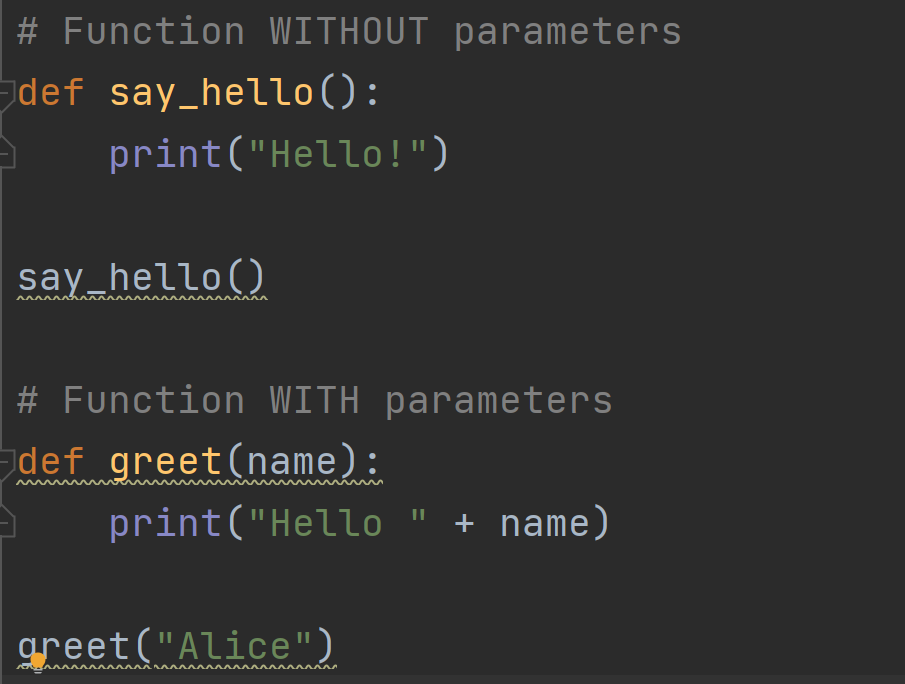 # Function WITHOUT parameters
def say_hello():
    print("Hello!")

say_hello()

# Function WITH parameters
def greet(name):
    print("Hello " + name)

greet("Alice")